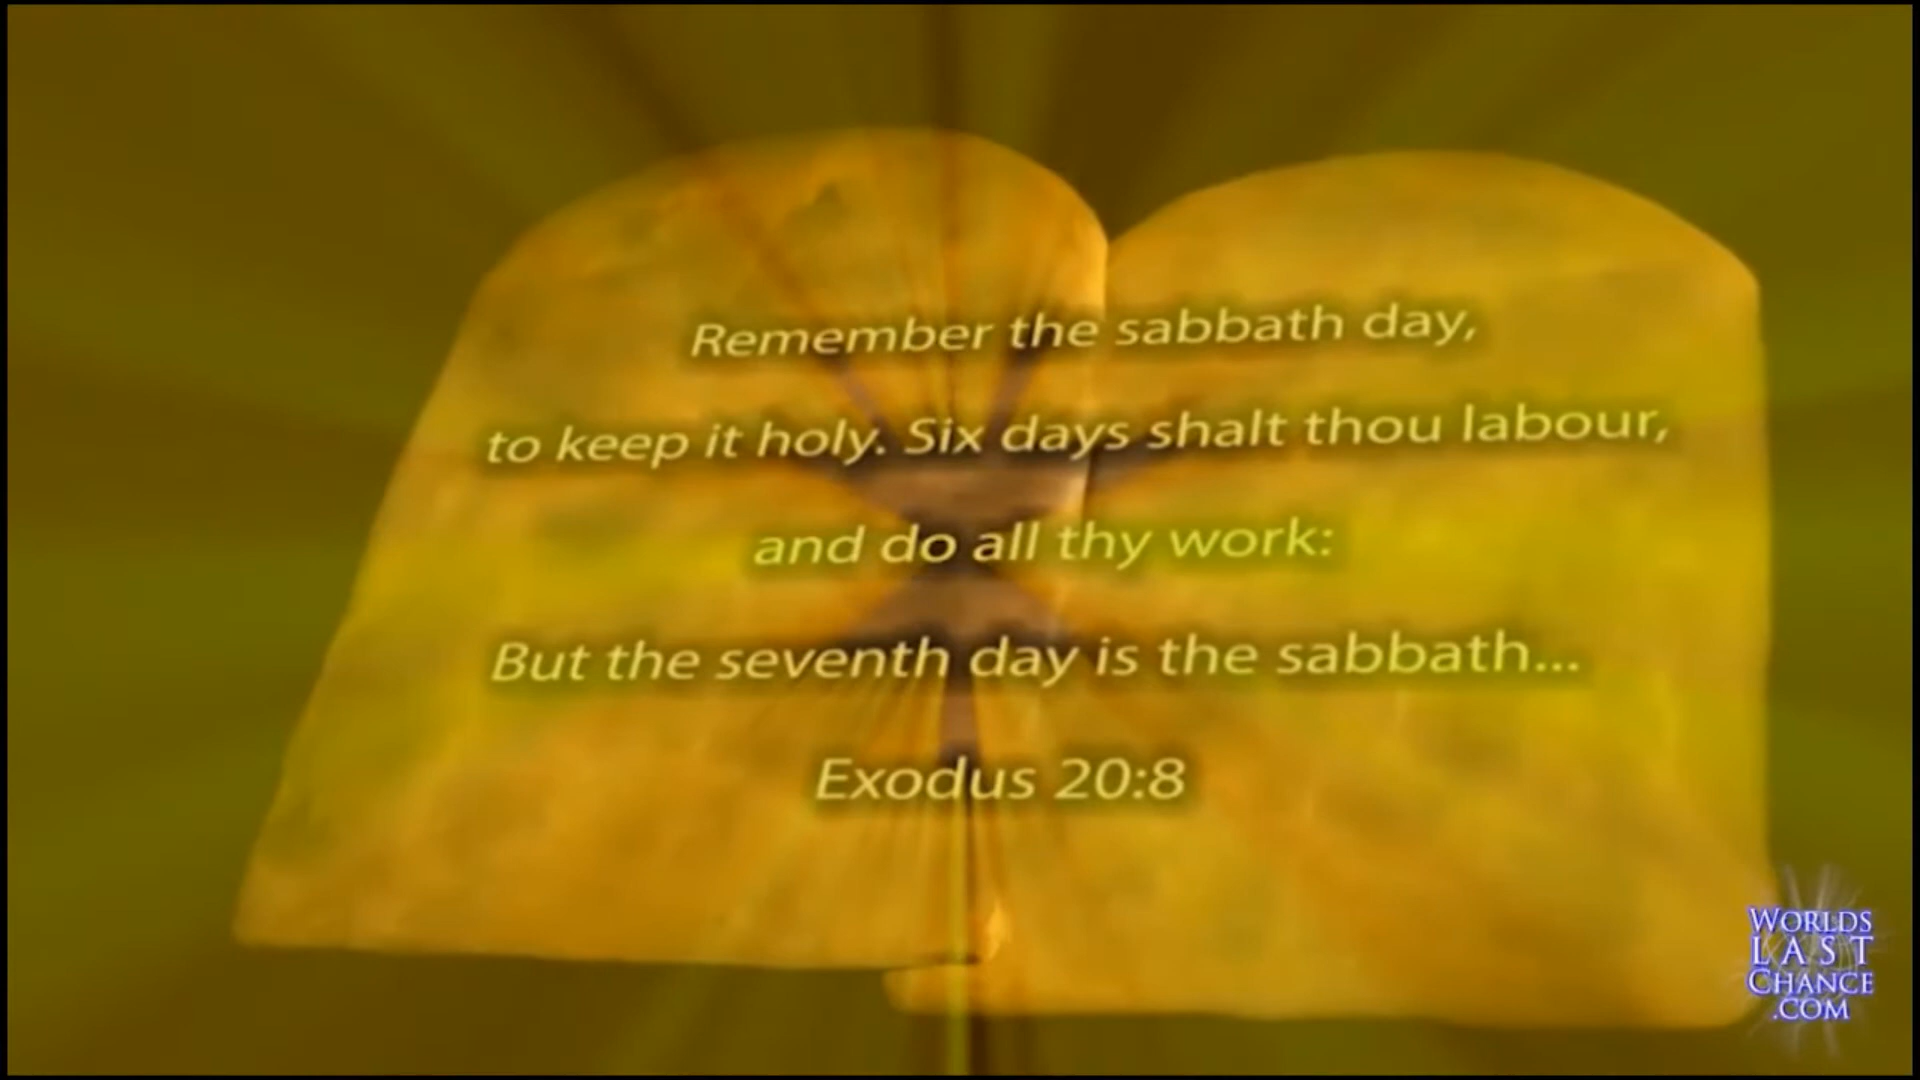 Remember the sabbath day,
to keep it holy. Six days shalt thou labour,
and do all thy work:
But the seventh day is the sabbath...
Exodus 20:8
WORLDS
LAST
CHANCE
.COM